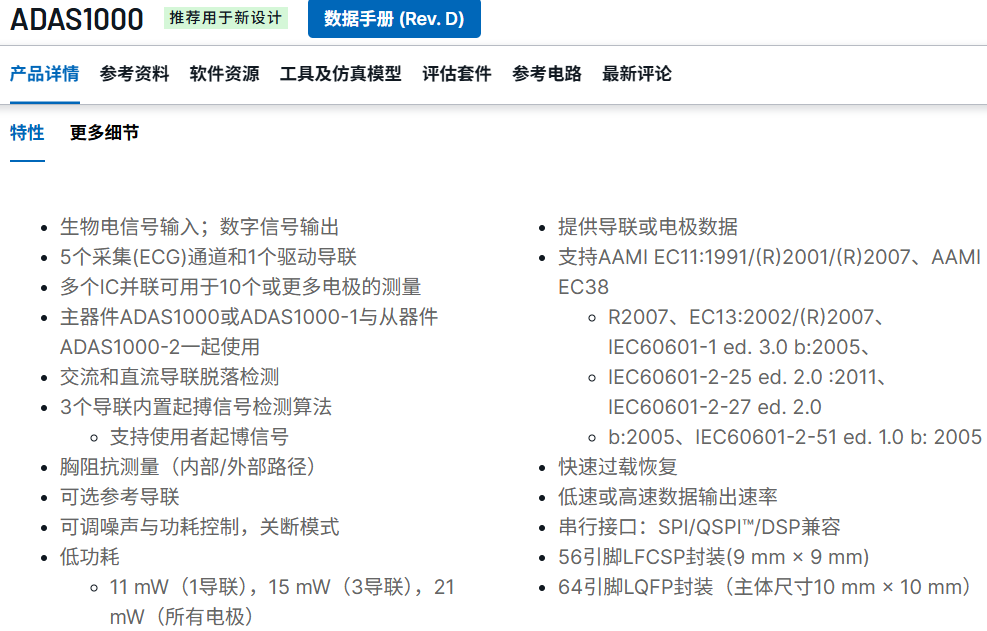 ADAS1000 推荐用于新设计 数据手册 (Rev. D)
产品详情 参考资料 软件资源 工具及仿真模型 评估套件 参考电路 最新评论
特性 更多细节
生物电信号输入；数字信号输出
5个采集(ECG)通道和1个驱动导联
多个IC并联可用于10个或更多电极的测量
主器件ADAS1000或ADAS1000-1与从器件
ADAS1000-2一起使用
交流和直流导联脱落检测
3个导联内置起搏信号检测算法
支持使用者起博信号
胸阻抗测量（内部/外部路径）
可选参考导联
可调噪声与功耗控制，关断模式
低功耗
11 mW（1导联），15 mW（3导联），21
mW（所有电极）
提供导联或电极数据
支持AAMI EC11:1991/(R)2001/(R)2007、AAMI
EC38
R2007、EC13:2002/(R)2007、
IEC60601-1 ed. 3.0 b:2005、
IEC60601-2-25 ed. 2.0 :2011、
IEC60601-2-27 ed. 2.0
b:2005、IEC60601-2-51 ed. 1.0 b: 2005
快速过载恢复
低速或高速数据输出速率
串行接口：SPI/QSPI™/DSP兼容
56引脚LFCSP封装(9 mm × 9 mm)
64引脚LQFP封装（主体尺寸10 mm × 10 mm）